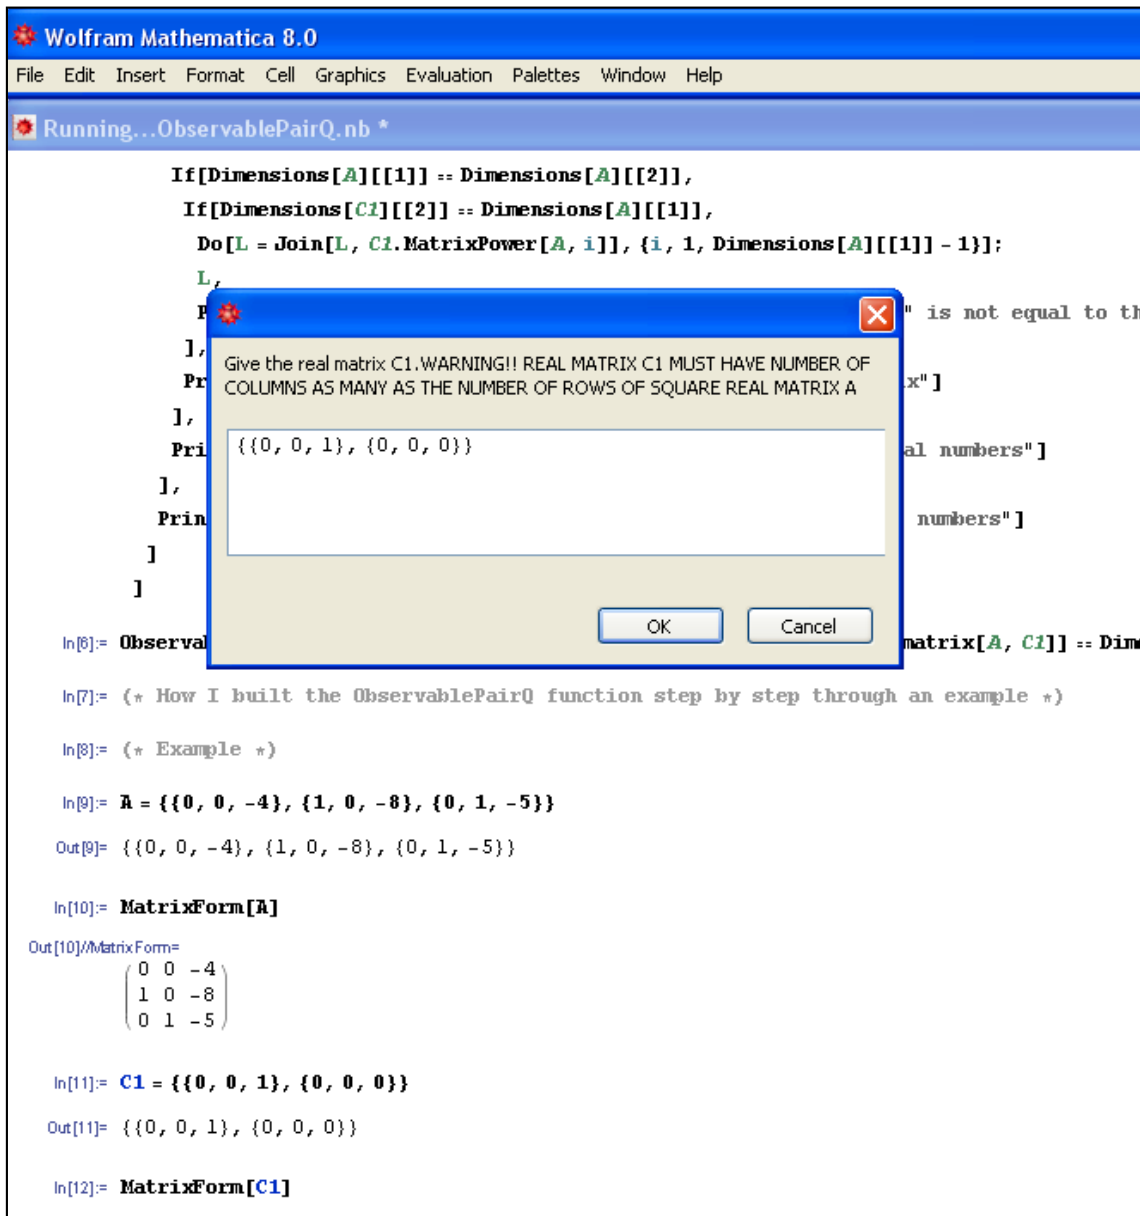 Wolfram Mathematica 8.0
File Edit Insert Format Cell Graphics Evaluation Palettes Window Help
Running...ObservablePairQ.nb *
If[Dimensions[A][[1]] == Dimensions[A][[2]],
If[Dimensions[C1][[2]] == Dimensions[A][[1]],
Do[L = Join[L, C1.MatrixPower[A, i]], {i, 1, Dimensions[A][[1]] - 1}];
L,
" is not equal to th
],
Pr
x"]
],
Pri
al numbers"]
],
Prin
numbers"]
]
]
Give the real matrix C1.WARNING!! REAL MATRIX C1 MUST HAVE NUMBER OF
COLUMNS AS MANY AS THE NUMBER OF ROWS OF SQUARE REAL MATRIX A
{{0, 0, 1}, {0, 0, 0}}
OK Cancel
In[6]:= Observal
matrix[A, C1]] == Dim
In[7]:= (* How I built the ObservablePairQ function step by step through an example *)
In[8]:= (* Example *)
In[9]:= A = {{0, 0, -4}, {1, 0, -8}, {0, 1, -5}}
Out[9]= {{0, 0, -4}, {1, 0, -8}, {0, 1, -5}}
In[10]:= MatrixForm[A]
Out[10]//MatrixForm=
0 0 -4
1 0 -8
0 1 -5
In[11]:= C1 = {{0, 0, 1}, {0, 0, 0}}
Out[11]= {{0, 0, 1}, {0, 0, 0}}
In[12]:= MatrixForm[C1]